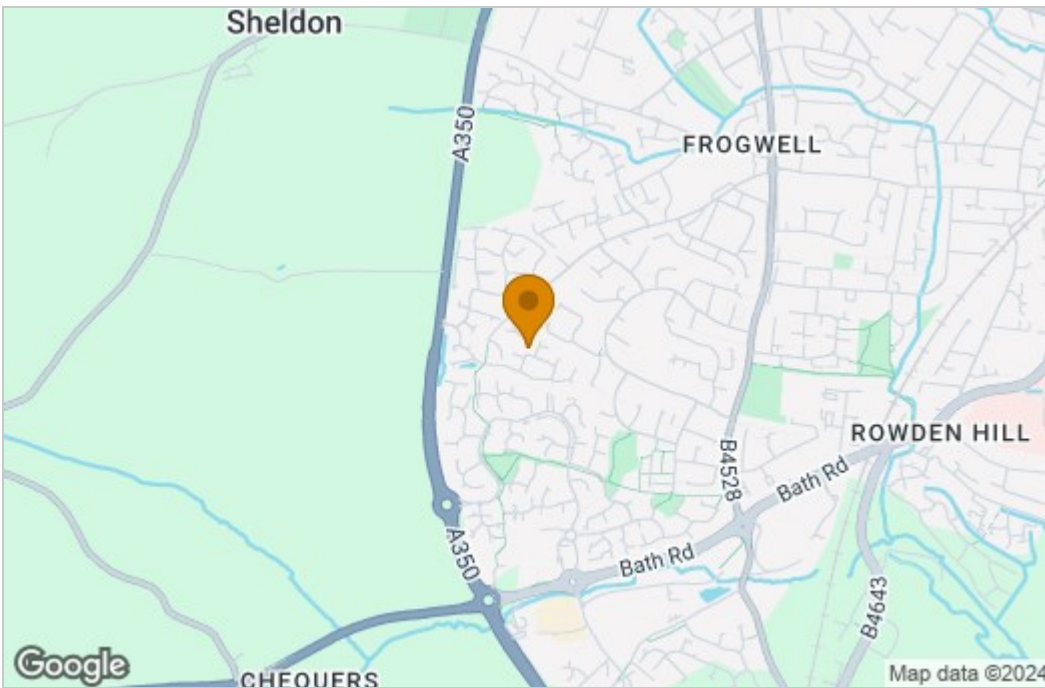 Sheldon
A350
FROGWELL
ROWDEN HILL
B4528
Bath Rd
A350
Bath Rd
B4643
Google
CHEQUERS
Map data ©2024